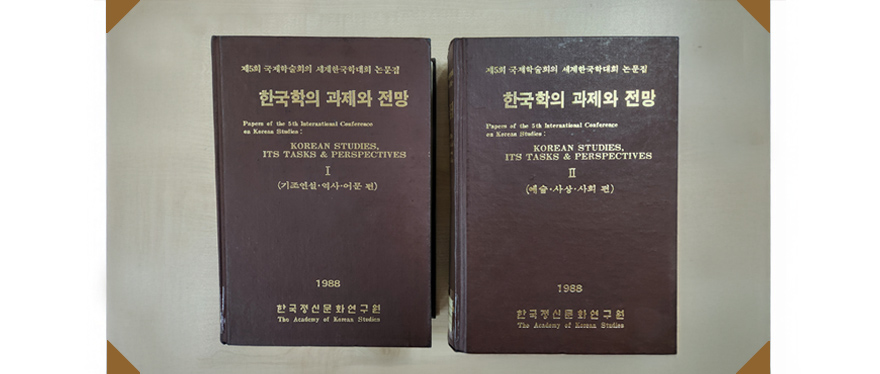 제5회 국제학술회의 세계한국학대회 논문집
한국학의 과제와 전망
Papers of the 5th International Conference
on Korean Studies:
KOREAN STUDIES,
ITS TASKS & PERSPECTIVES
I
(기조연설·역사·어문 편)
1988
한국정신문화연구원
The Academy of Korean Studies
제5회 국제학술회의 세계한국학대회 논문집
한국학의 과제와 전망
Papers of the 5th International Conference
on Korean Studies:
KOREAN STUDIES,
ITS TASKS & PERSPECTIVES
II
(예술·사상·사회 편)
1988
한국정신문화연구원
The Academy of Korean Studies